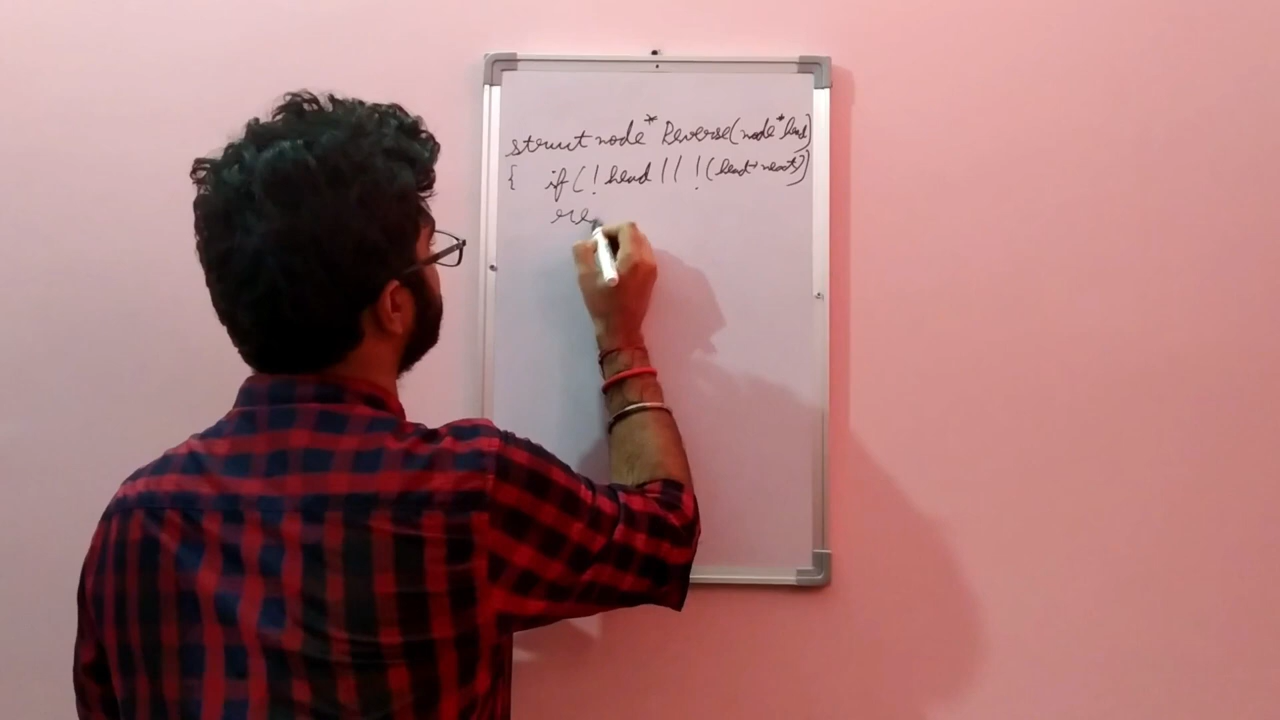 struct node* Reverse(node*head)
{ if(!head || !(head→next))
re